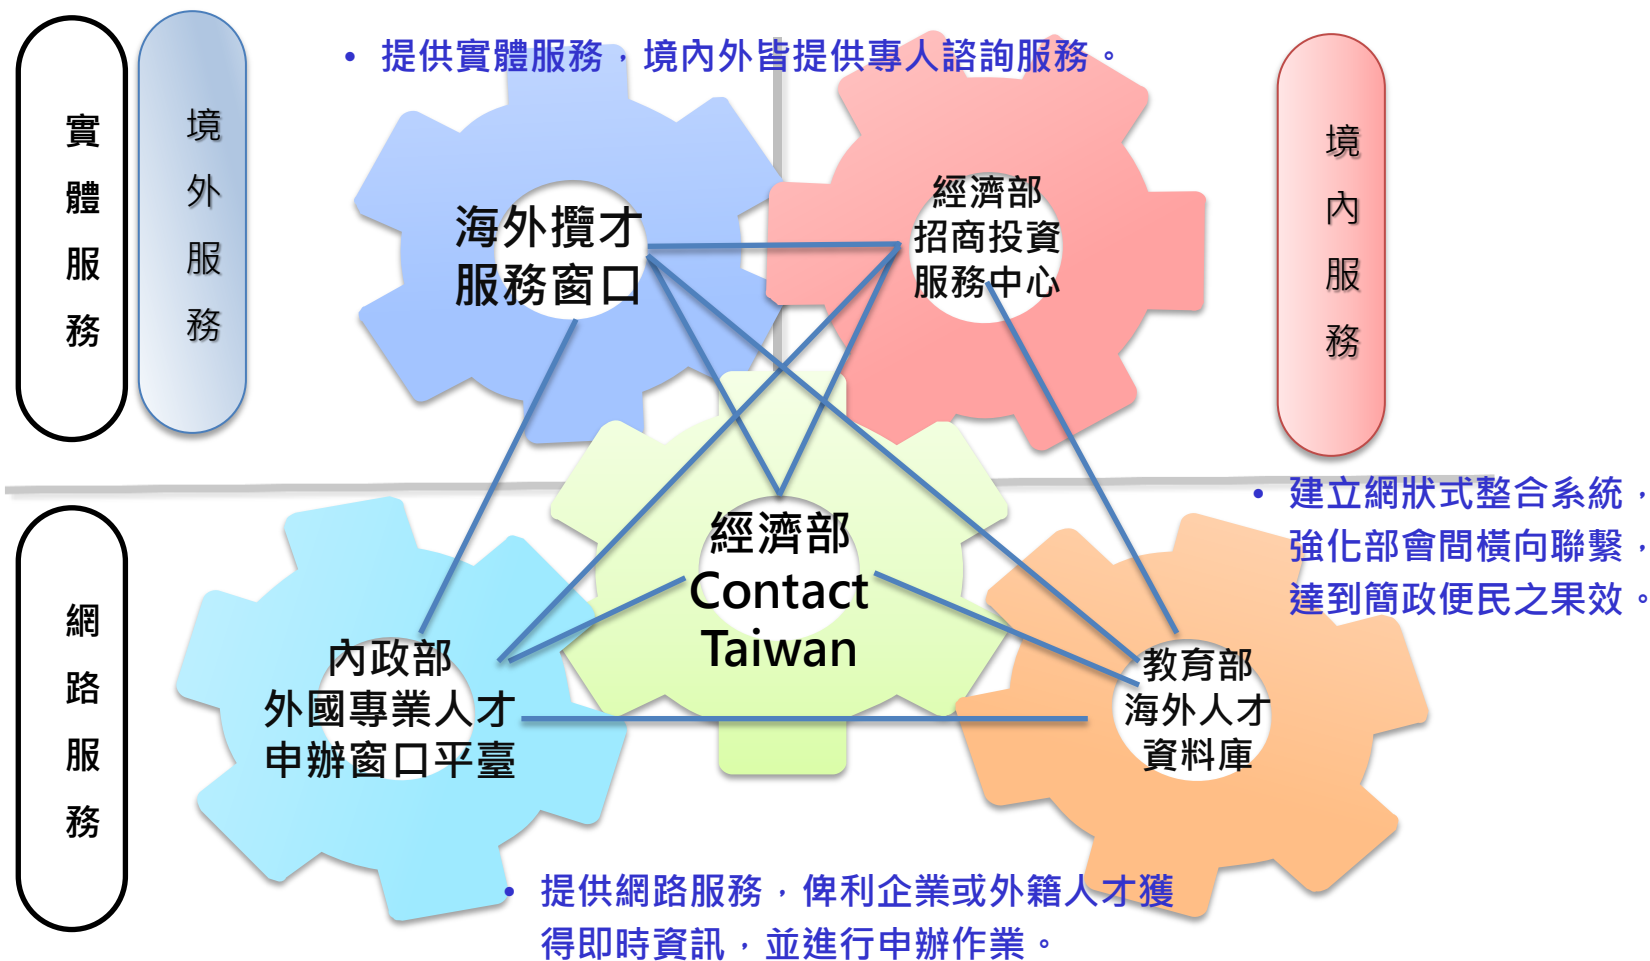 • 提供實體服務，境內外皆提供專人諮詢服務。
實體服務
境外服務
海外攬才
服務窗口
經濟部
招商投資
服務中心
境內服務
• 建立網狀式整合系統，
強化部會間橫向聯繫，
達到簡政便民之果效。
網路服務
經濟部
Contact
Taiwan
內政部
外國專業人才
申辦窗口平臺
教育部
海外人才
資料庫
• 提供網路服務，俾利企業或外籍人才獲
得即時資訊，並進行申辦作業。